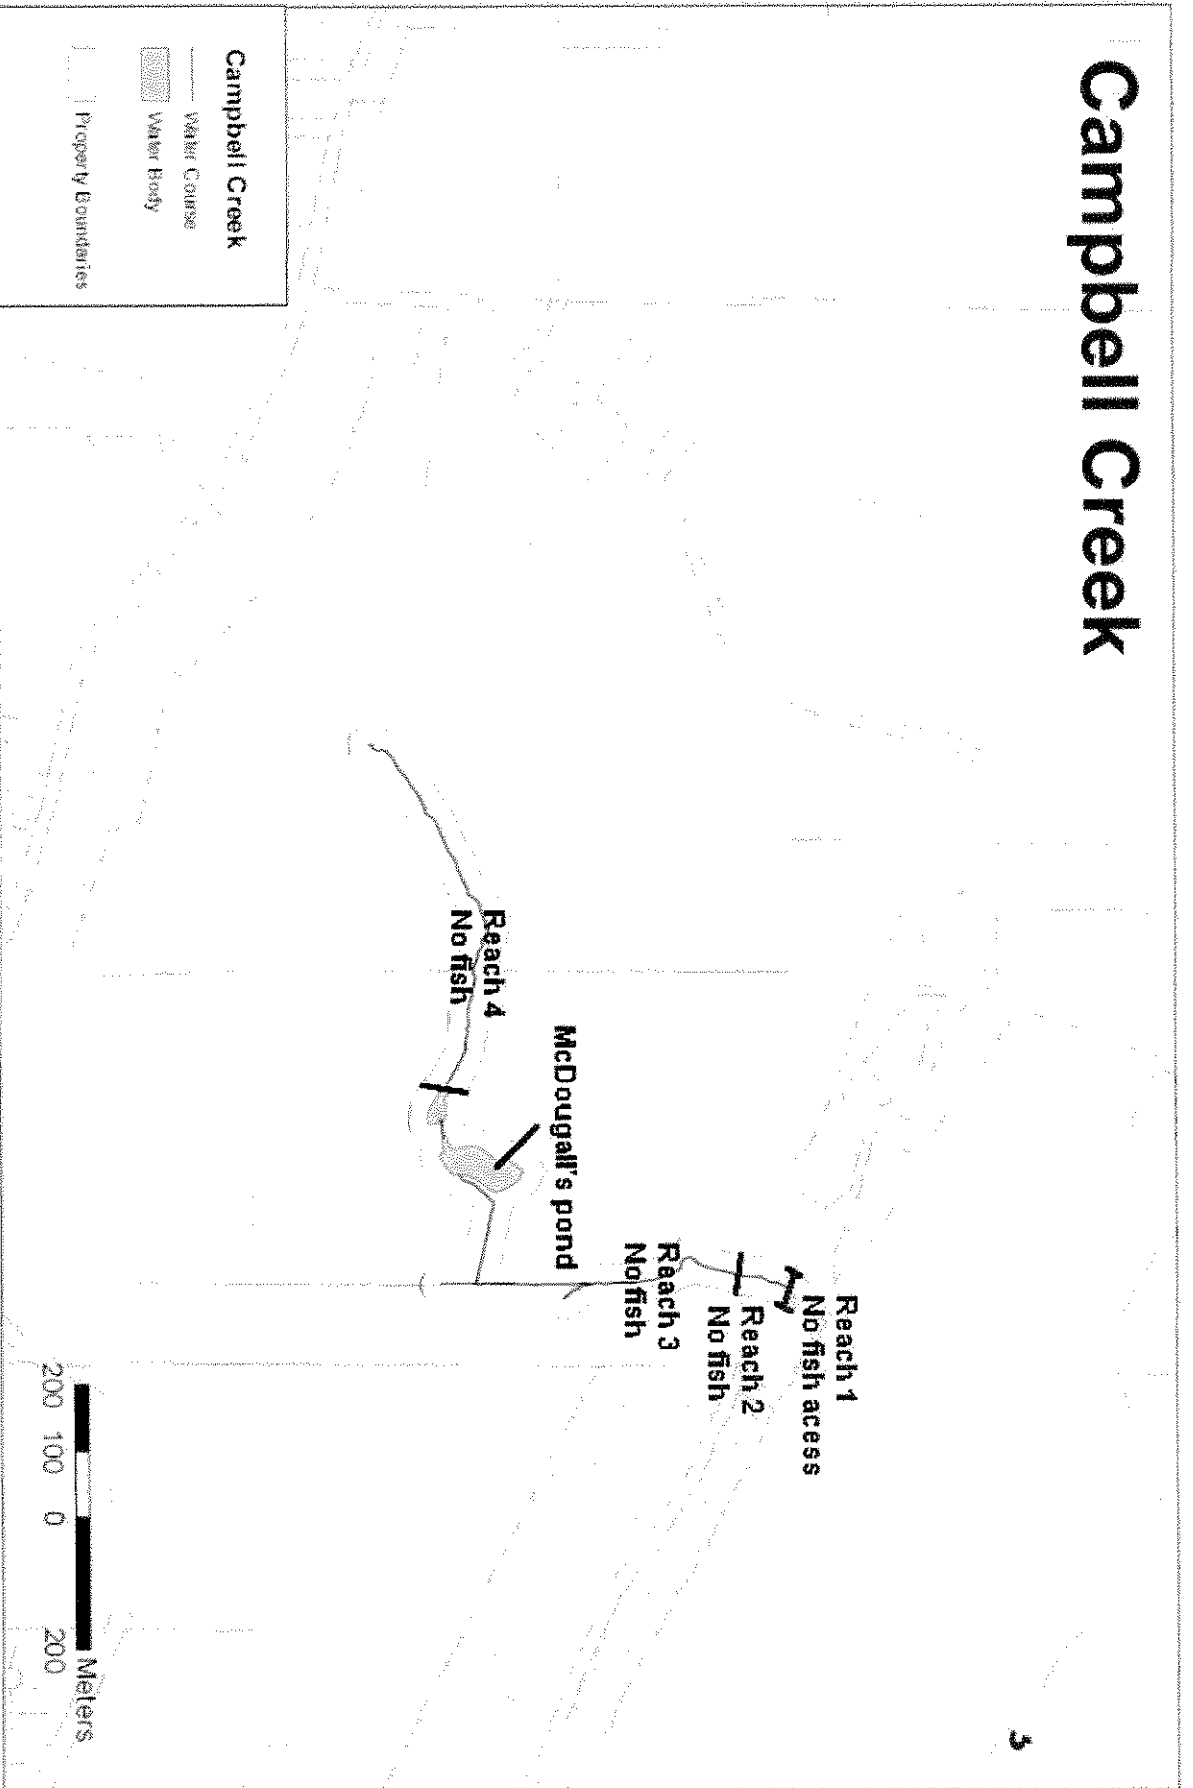 Campbell Creek
3
Reach 1
No fish acess
Reach 2
No fish
Reach 3
No fish
McDougall's pond
Reach 4
No fish
Campbell Creek
Water Course
Water Body
Property Boundaries
200 100 0 200
Meters